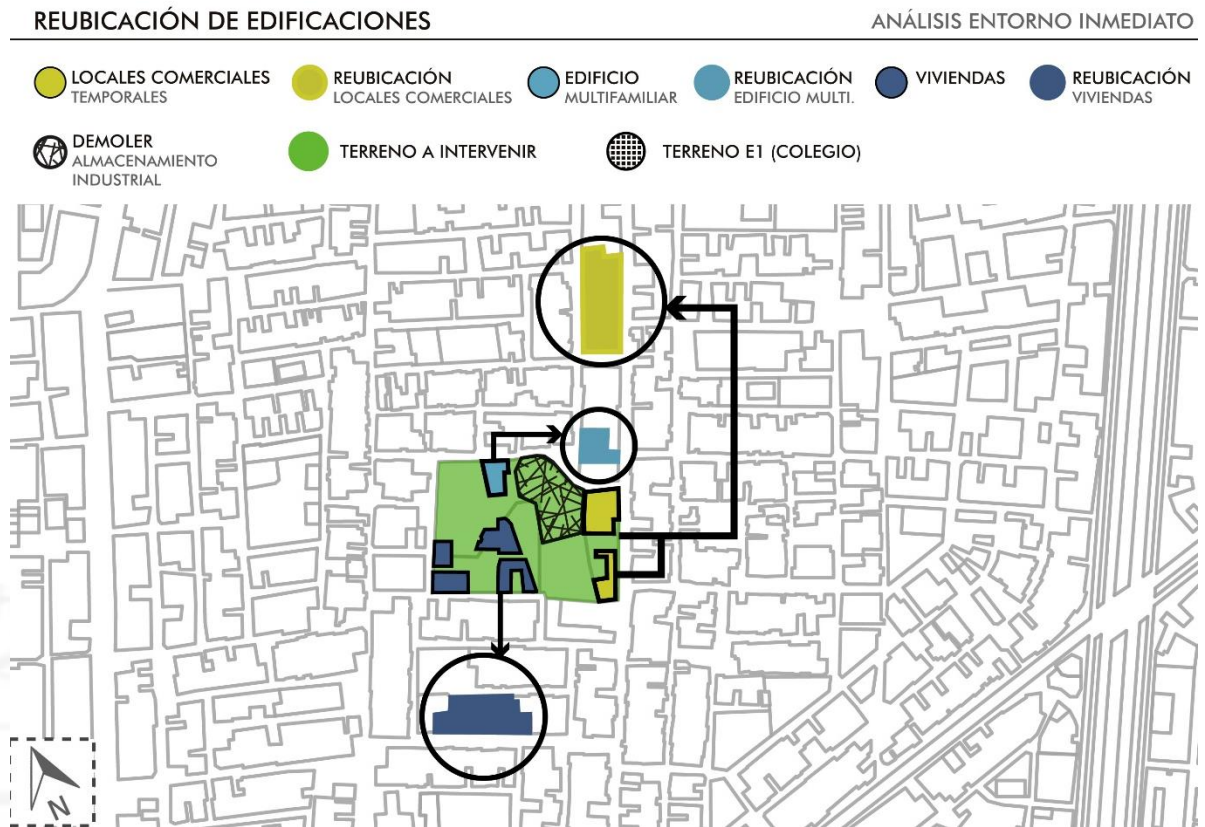 REUBICACIÓN DE EDIFICACIONES
ANÁLISIS ENTORNO INMEDIATO
LOCALES COMERCIALES
TEMPORALES
REUBICACIÓN
LOCALES COMERCIALES
EDIFICIO
MULTIFAMILIAR
REUBICACIÓN
EDIFICIO MULTI.
VIVIENDAS
REUBICACIÓN
VIVIENDAS
DEMOLER
ALMACENAMIENTO
INDUSTRIAL
TERRENO A INTERVENIR
TERRENO E1 (COLEGIO)
N